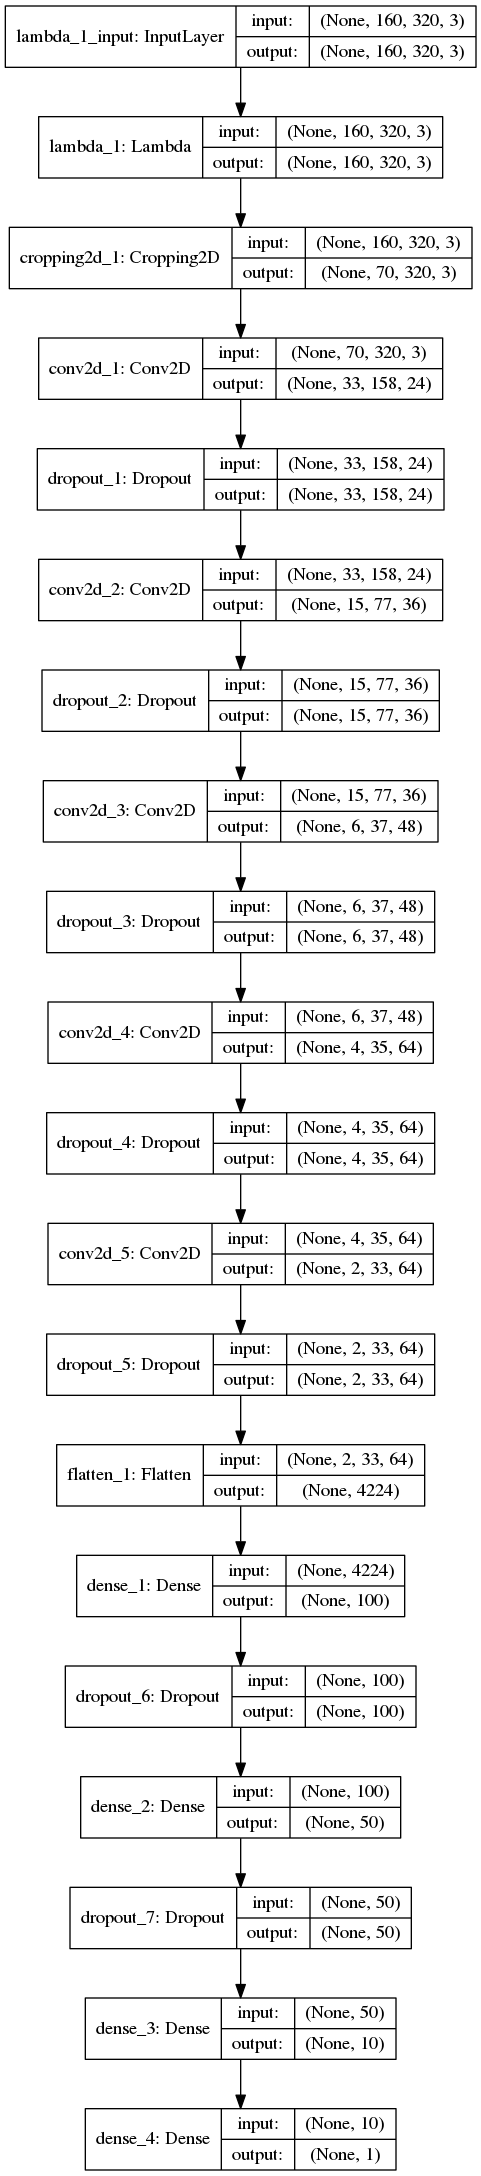 lambda_1_input: InputLayer
input: (None, 160, 320, 3)
output: (None, 160, 320, 3)
lambda_1: Lambda
input: (None, 160, 320, 3)
output: (None, 160, 320, 3)
cropping2d_1: Cropping2D
input: (None, 160, 320, 3)
output: (None, 70, 320, 3)
conv2d_1: Conv2D
input: (None, 70, 320, 3)
output: (None, 33, 158, 24)
dropout_1: Dropout
input: (None, 33, 158, 24)
output: (None, 33, 158, 24)
conv2d_2: Conv2D
input: (None, 33, 158, 24)
output: (None, 15, 77, 36)
dropout_2: Dropout
input: (None, 15, 77, 36)
output: (None, 15, 77, 36)
conv2d_3: Conv2D
input: (None, 15, 77, 36)
output: (None, 6, 37, 48)
dropout_3: Dropout
input: (None, 6, 37, 48)
output: (None, 6, 37, 48)
conv2d_4: Conv2D
input: (None, 6, 37, 48)
output: (None, 4, 35, 64)
dropout_4: Dropout
input: (None, 4, 35, 64)
output: (None, 4, 35, 64)
conv2d_5: Conv2D
input: (None, 4, 35, 64)
output: (None, 2, 33, 64)
dropout_5: Dropout
input: (None, 2, 33, 64)
output: (None, 2, 33, 64)
flatten_1: Flatten
input: (None, 2, 33, 64)
output: (None, 4224)
dense_1: Dense
input: (None, 4224)
output: (None, 100)
dropout_6: Dropout
input: (None, 100)
output: (None, 100)
dense_2: Dense
input: (None, 100)
output: (None, 50)
dropout_7: Dropout
input: (None, 50)
output: (None, 50)
dense_3: Dense
input: (None, 50)
output: (None, 10)
dense_4: Dense
input: (None, 10)
output: (None, 1)